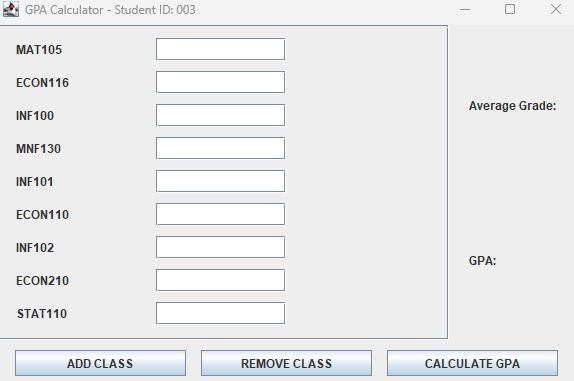 GPA Calculator - Student ID: 003
MAT105
ECON116
INF100
MNF130
INF101
ECON110
INF102
ECON210
STAT110
Average Grade:
GPA:
ADD CLASS
REMOVE CLASS
CALCULATE GPA